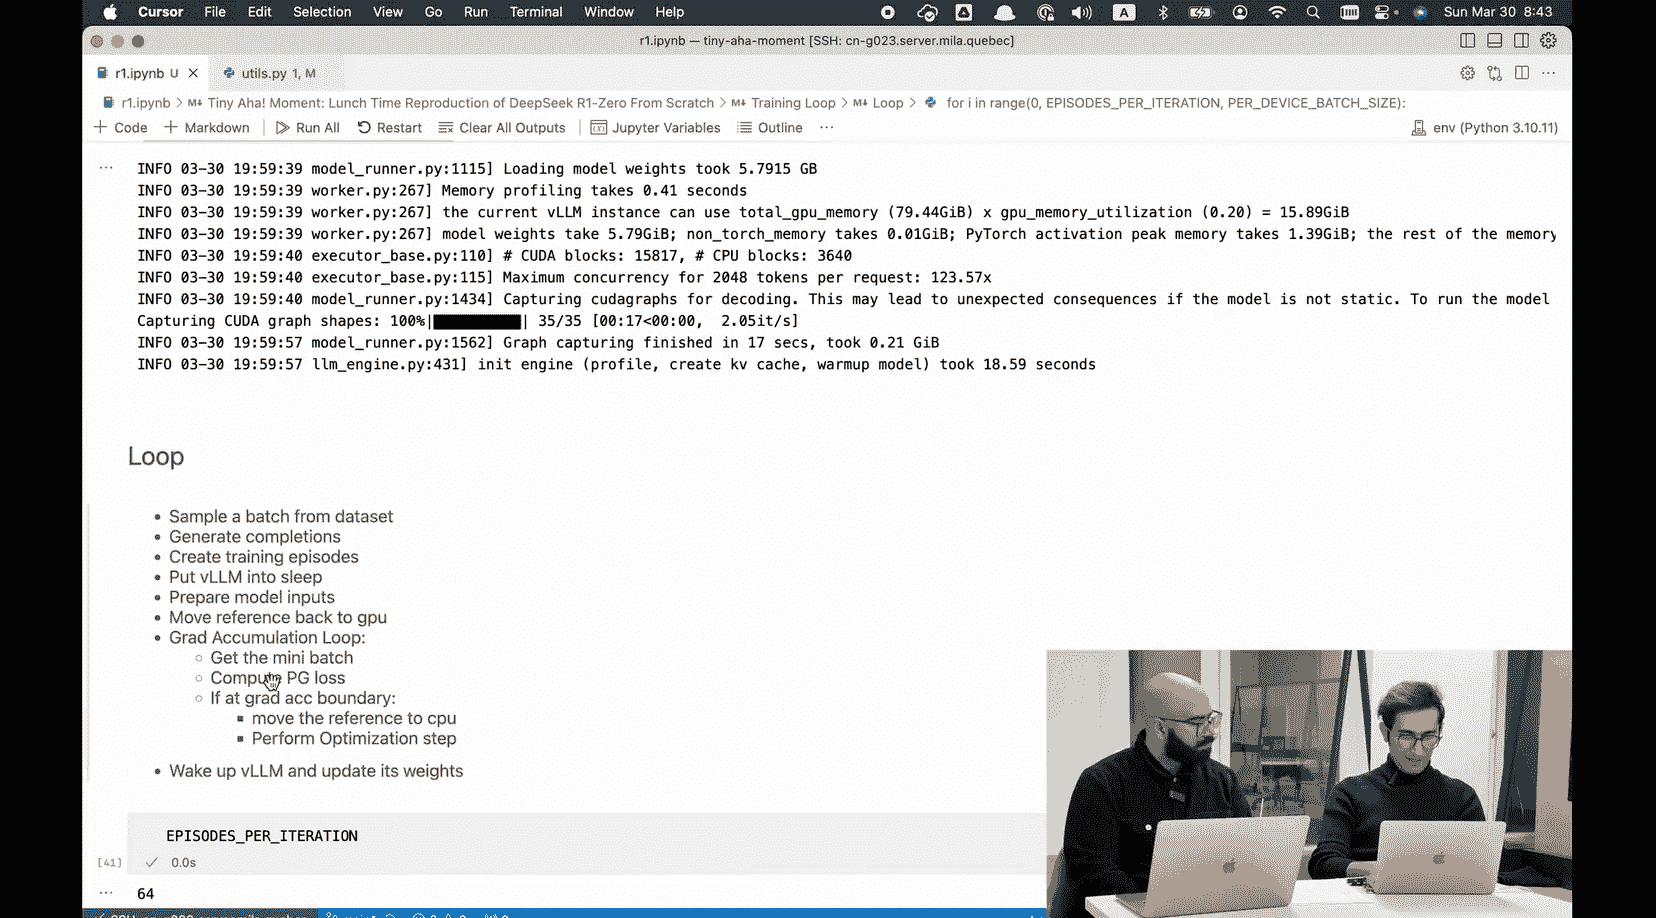 Cursor File Edit Selection View Go Run Terminal Window Help A Sun Mar 30 8:43
r1.ipynb — tiny-aha-moment [SSH: cn-g023.server.mila.quebec]
r1.ipynb U utils.py 1, M
r1.ipynb > M↓ Tiny Aha! Moment: Lunch Time Reproduction of DeepSeek R1-Zero From Scratch > M↓ Training Loop > M↓ Loop > for i in range(0, EPISODES_PER_ITERATION, PER_DEVICE_BATCH_SIZE):
+ Code + Markdown Run All Restart Clear All Outputs Jupyter Variables Outline ... env (Python 3.10.11)
... INFO 03-30 19:59:39 model_runner.py:1115] Loading model weights took 5.7915 GB
INFO 03-30 19:59:39 worker.py:267] Memory profiling takes 0.41 seconds
INFO 03-30 19:59:39 worker.py:267] the current vLLM instance can use total_gpu_memory (79.44GiB) x gpu_memory_utilization (0.20) = 15.89GiB
INFO 03-30 19:59:39 worker.py:267] model weights take 5.79GiB; non_torch_memory takes 0.01GiB; PyTorch activation peak memory takes 1.39GiB; the rest of the memory
INFO 03-30 19:59:40 executor_base.py:110] # CUDA blocks: 15817, # CPU blocks: 3640
INFO 03-30 19:59:40 executor_base.py:115] Maximum concurrency for 2048 tokens per request: 123.57x
INFO 03-30 19:59:40 model_runner.py:1434] Capturing cudagraphs for decoding. This may lead to unexpected consequences if the model is not static. To run the model
Capturing CUDA graph shapes: 100%|██████████| 35/35 [00:17<00:00, 2.05it/s]
INFO 03-30 19:59:57 model_runner.py:1562] Graph capturing finished in 17 secs, took 0.21 GiB
INFO 03-30 19:59:57 llm_engine.py:431] init engine (profile, create kv cache, warmup model) took 18.59 seconds
Loop
• Sample a batch from dataset
• Generate completions
• Create training episodes
• Put vLLM into sleep
• Prepare model inputs
• Move reference back to gpu
• Grad Accumulation Loop:
◦ Get the mini batch
◦ Compute PG loss
◦ If at grad acc boundary:
▪ move the reference to cpu
▪ Perform Optimization step
• Wake up vLLM and update its weights
EPISODES_PER_ITERATION
[41] ✓ 0.0s
... 64